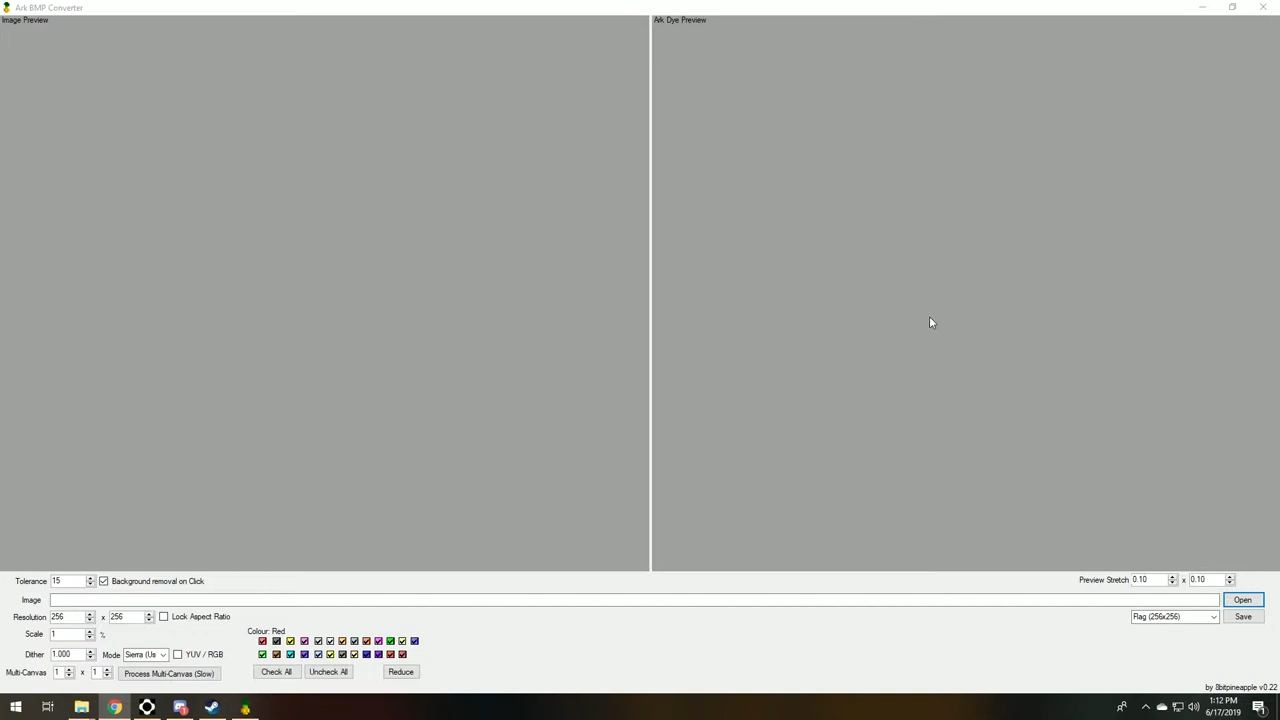 Ark BMP Converter
Image Preview
Ark Dye Preview
Tolerance 15 Background removal on Click
Preview Stretch 0.10 x 0.10
Image
Open
Resolution 256 x 256 Lock Aspect Ratio
Flag (256x256)
Save
Scale 1 %
Colour: Red
Dither 1.000 Mode Sierra (Us YUV / RGB
Multi-Canvas 1 x 1 Process Multi-Canvas (Slow)
Check All
Uncheck All
Reduce
by 8bitpineapple v0.22
1:12 PM
6/17/2019
1